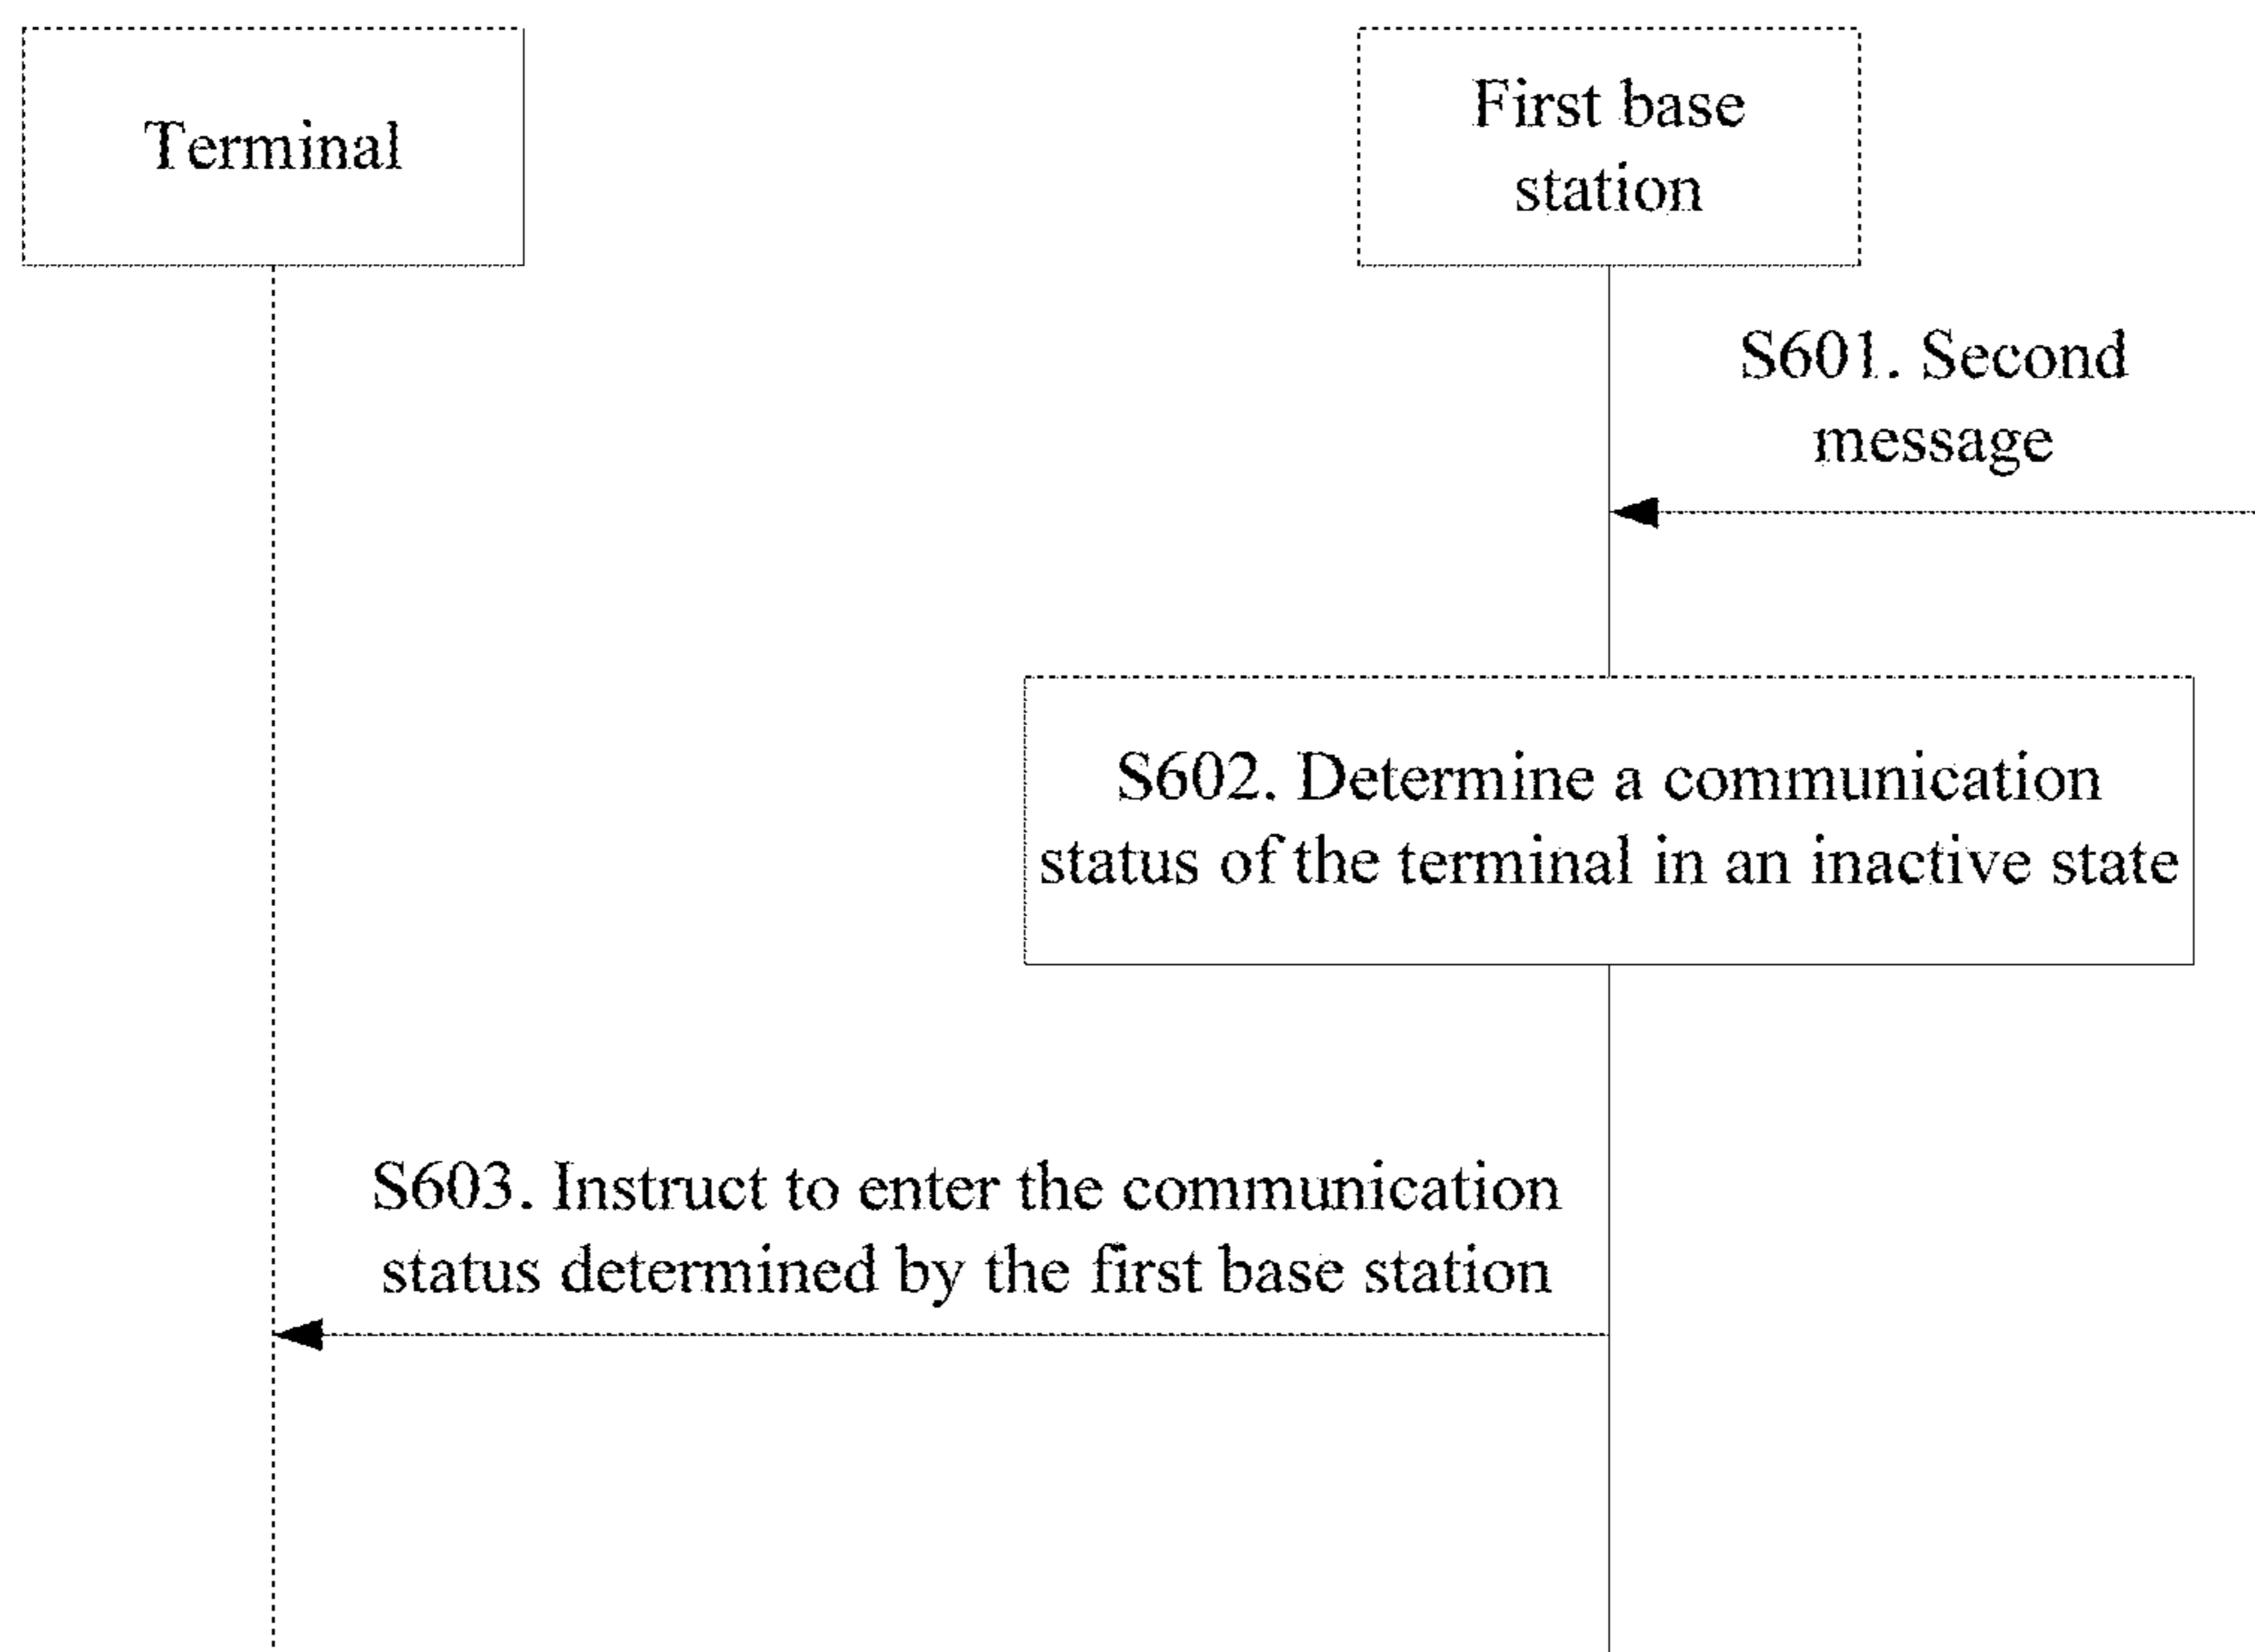 Terminal
First base
station
S601. Second
message
S602. Determine a communication
status of the terminal in an inactive state
S603. Instruct to enter the communication
status determined by the first base station